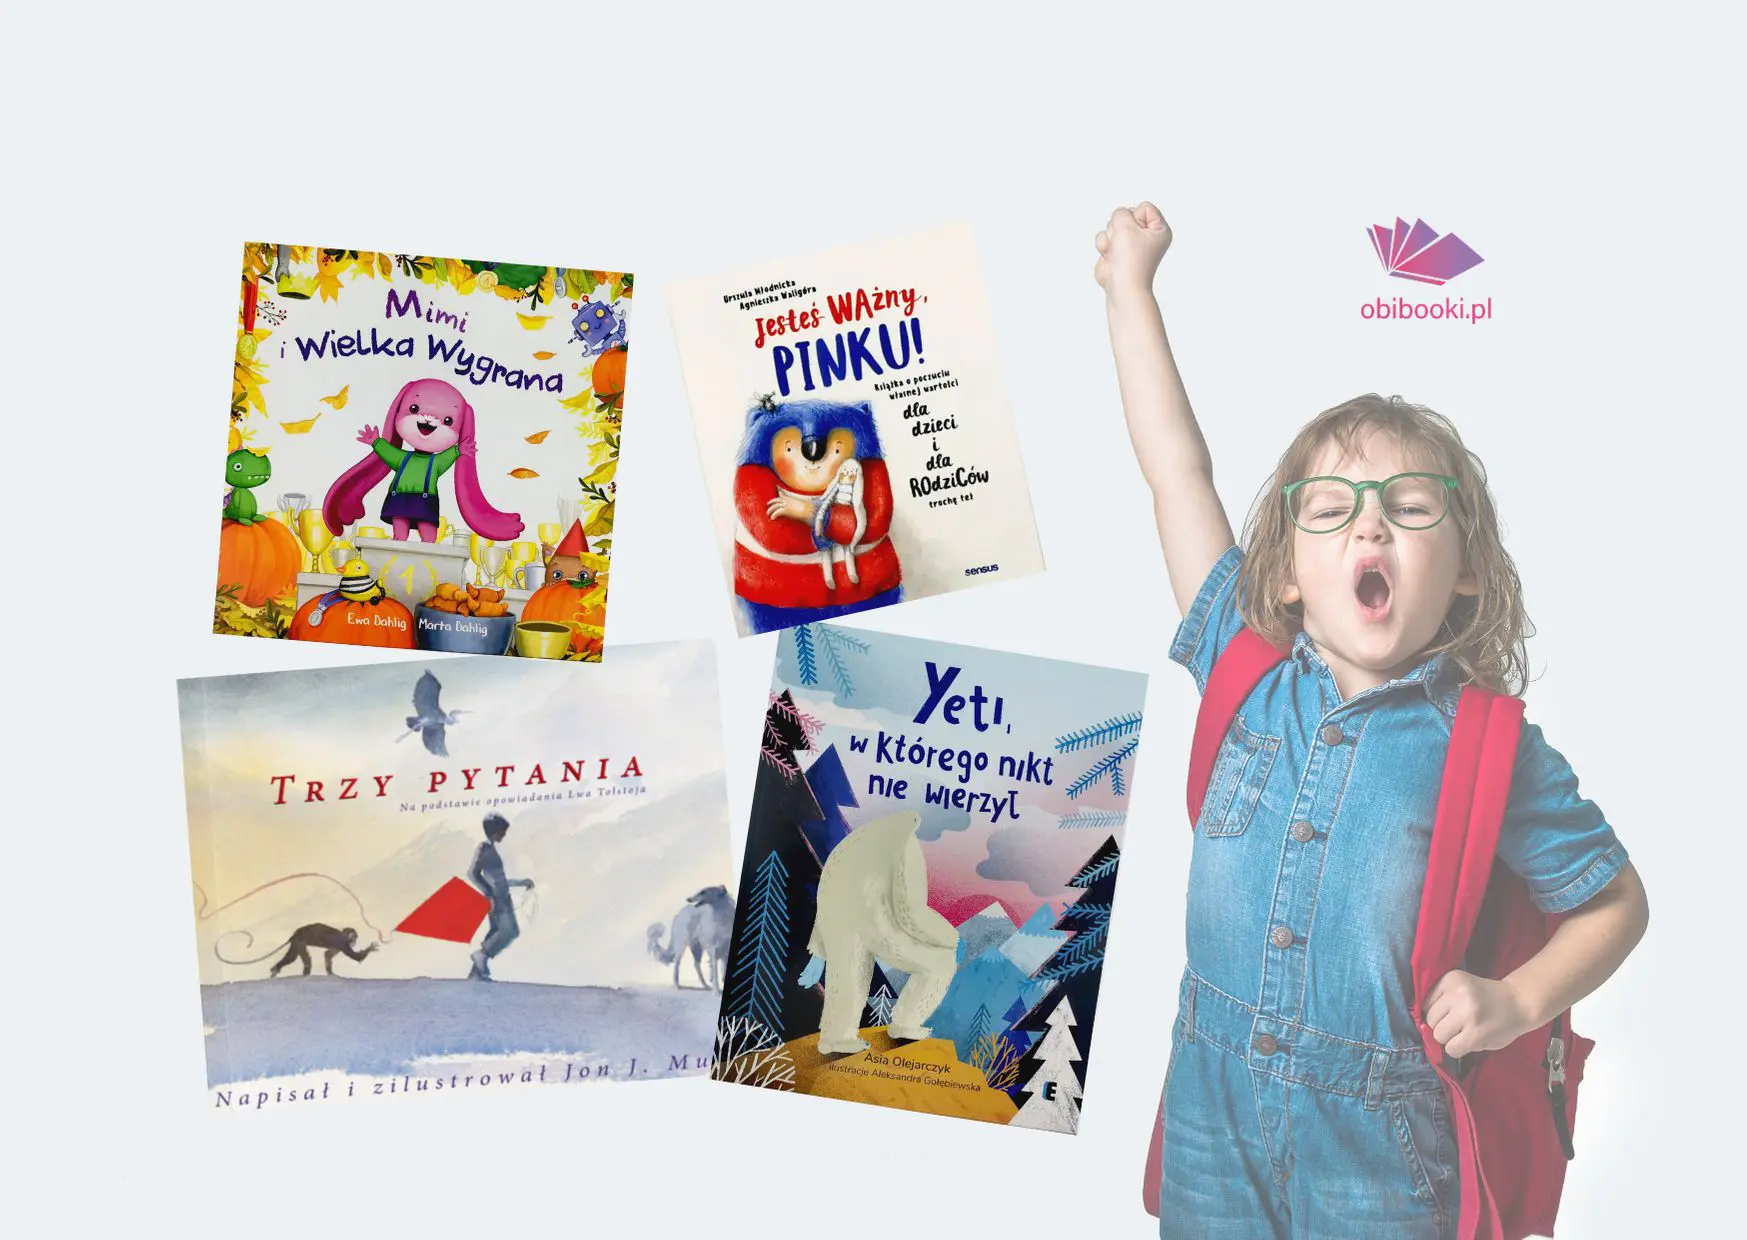 Mimi
i Wielka Wygrana
1
Ewa Dahlig
Marta Dahlig
Urszula Młodnicka
Agnieszka Waligóra
Jesteś WAżny,
PINKU!
Książka o poczuciu
własnej wartości
dla
dzieci
i
dla
ROdziCów
trochę też
sensus
obibooki.pl
Trzy pytania
Na podstawie opowiadania Lwa Tołstoja
Napisał i zilustrował Jon J. Mu
Yeti,
w którego nikt
nie wierzył
Asia Olejarczyk
ilustracje Aleksandra Gołębiewska
E